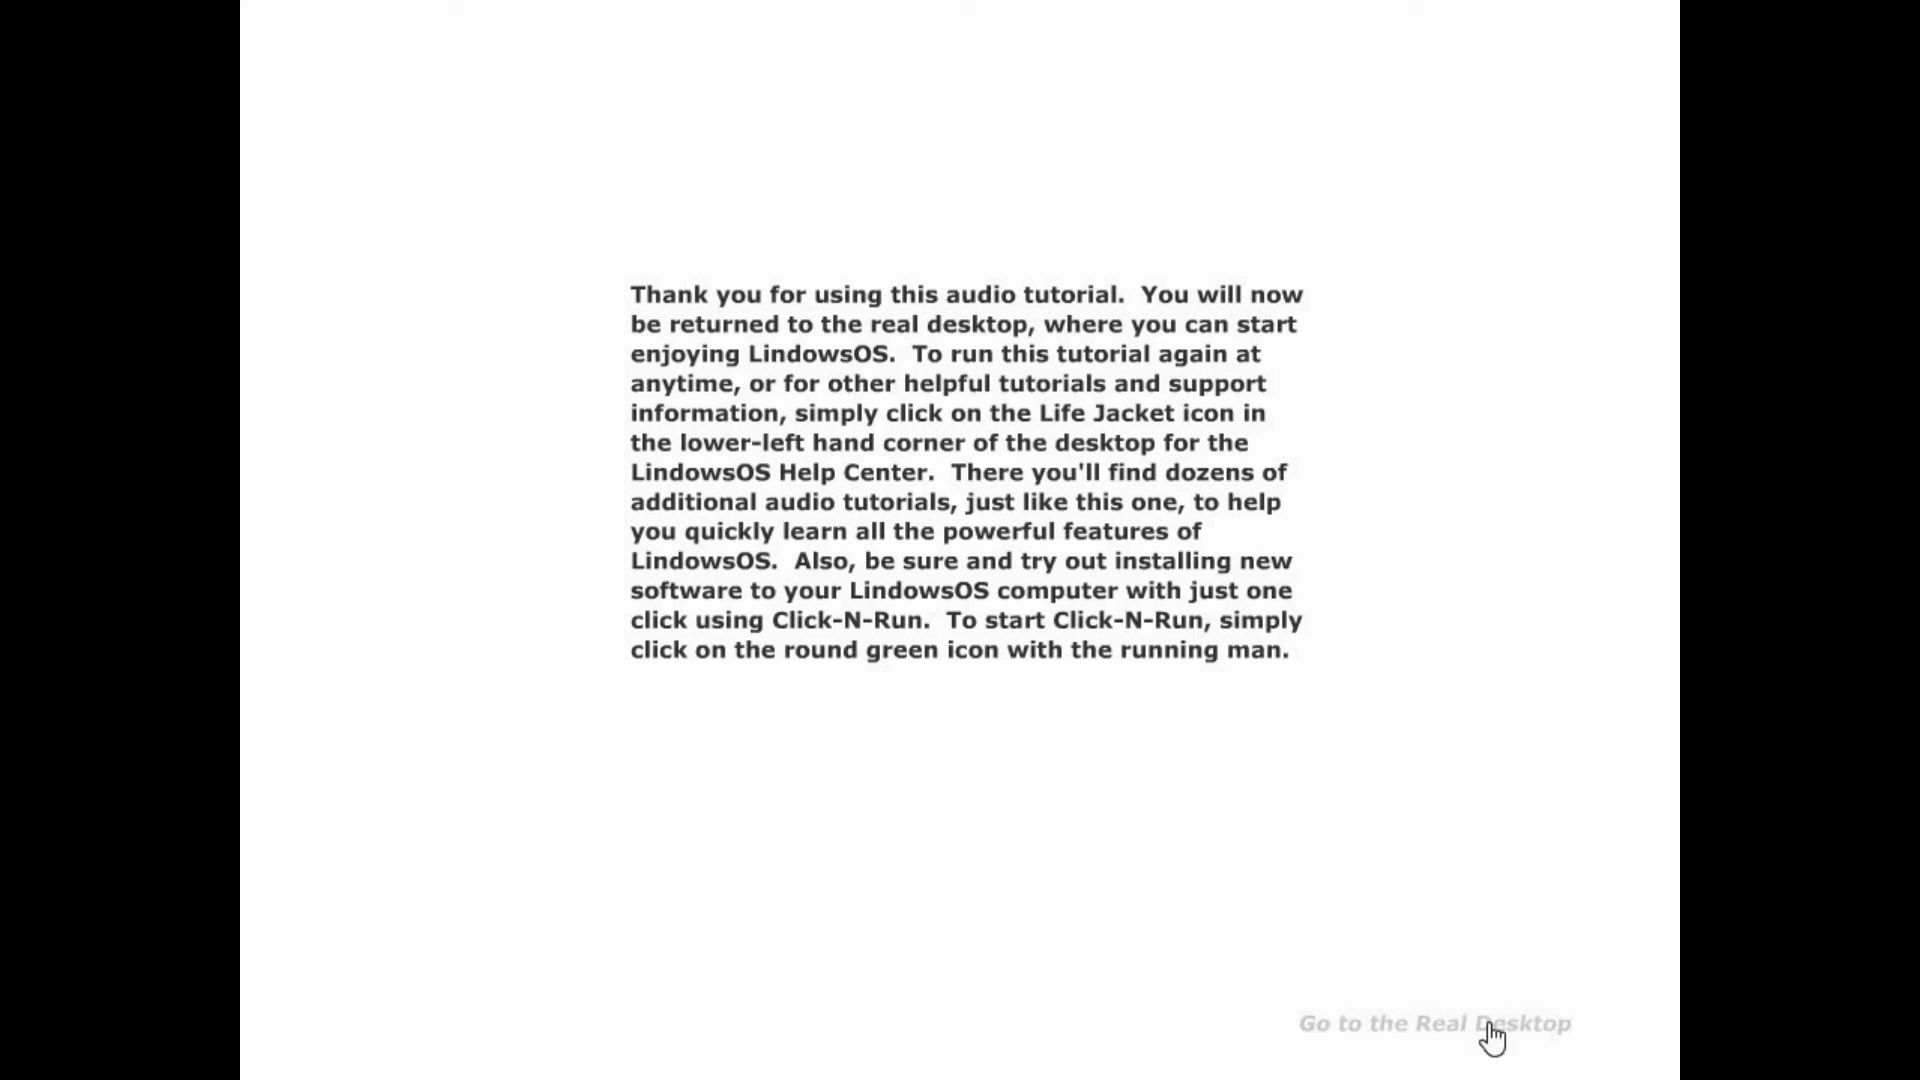 Thank you for using this audio tutorial.  You will now
be returned to the real desktop, where you can start
enjoying LindowsOS.  To run this tutorial again at
anytime, or for other helpful tutorials and support
information, simply click on the Life Jacket icon in
the lower-left hand corner of the desktop for the
LindowsOS Help Center.  There you'll find dozens of
additional audio tutorials, just like this one, to help
you quickly learn all the powerful features of
LindowsOS.  Also, be sure and try out installing new
software to your LindowsOS computer with just one
click using Click-N-Run.  To start Click-N-Run, simply
click on the round green icon with the running man.
Go to the Real Desktop